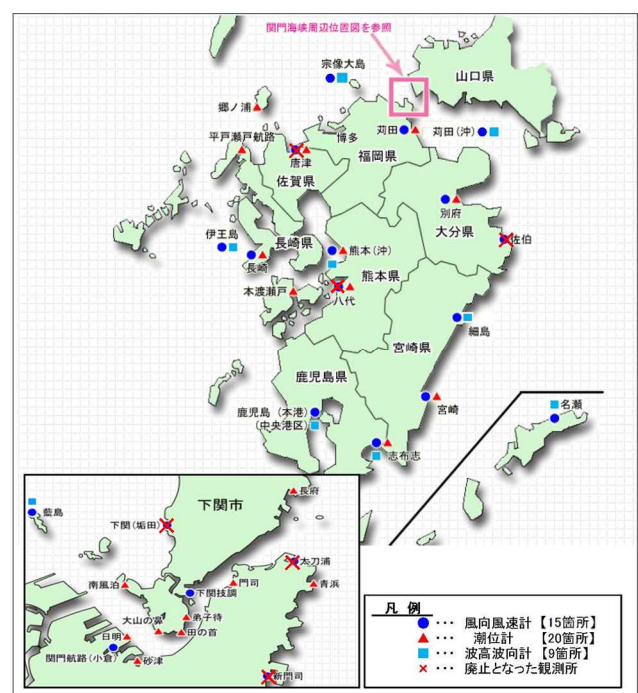 関門海峡周辺位置図を参照
宗像大島
山口県
郷ノ浦
平戸瀬戸航路
博多
苅田
苅田(沖)
唐津
福岡県
佐賀県
別府
大分県
佐伯
伊王島
長崎県
長崎
熊本(沖)
熊本県
本渡瀬戸
八代
細島
宮崎県
鹿児島県
鹿児島(本港)
(中央港区)
宮崎
志布志
名瀬
下関市
長府
藍島
下関(垢田)
太刀浦
南風泊
下関技調
門司
青浜
大山の鼻
弟子待
日明
田の首
関門航路(小倉)
砂津
新門司
凡 例
● ･･･ 風向風速計 【15箇所】
▲ ･･･ 潮位計 【20箇所】
■ ･･･ 波高波向計 【9箇所】
× ･･･ 廃止となった観測所